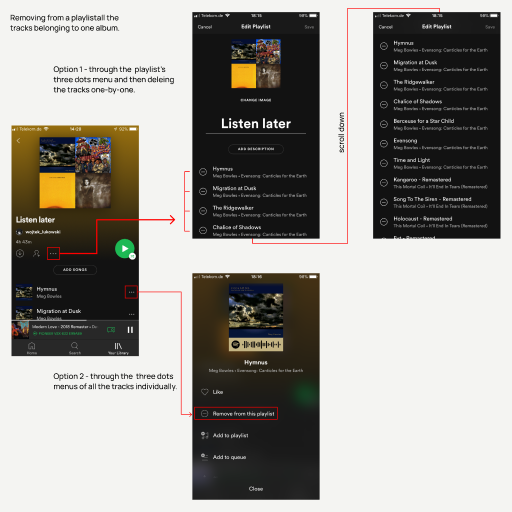 Removing from a playlistall the
tracks belonging to one album.
Option 1 - through the playlist's
three dots menu and then deleing
the tracks one-by-one.
Telekom.de 14:28 92%
Listen later
wojtek_lukowski
4h 43m
ADD SONGS
Hymnus
Meg Bowles
Migration at Dusk
Meg Bowles
Modern Love - 2018 Remaster • Da
Home
Search
Your Library
Option 2 - through the three dots
menus of all the tracks individually.
Telekom.de 18:16 98%
Cancel Edit Playlist Save
CHANGE IMAGE
Listen later
ADD DESCRIPTION
Hymnus
Meg Bowles • Evensong: Canticles for the Earth
Migration at Dusk
Meg Bowles • Evensong: Canticles for the Earth
The Ridgewalker
Meg Bowles • Evensong: Canticles for the Earth
Chalice of Shadows
Meg Bowles • Evensong: Canticles for the Earth
scroll down
Telekom.de 18:16 98%
Cancel Edit Playlist Save
Hymnus
Meg Bowles • Evensong: Canticles for the Earth
Migration at Dusk
Meg Bowles • Evensong: Canticles for the Earth
The Ridgewalker
Meg Bowles • Evensong: Canticles for the Earth
Chalice of Shadows
Meg Bowles • Evensong: Canticles for the Earth
Berceuse for a Star Child
Meg Bowles • Evensong: Canticles for the Earth
Evensong
Meg Bowles • Evensong: Canticles for the Earth
Time and Light
Meg Bowles • Evensong: Canticles for the Earth
Kangaroo - Remastered
This Mortal Coil • It'll End In Tears (Remastered)
Song To The Siren - Remastered
This Mortal Coil • It'll End In Tears (Remastered)
Holocaust - Remastered
This Mortal Coil • It'll End In Tears (Remastered)
Fyt - Remastered
Telekom.de 18:16 98%
Hymnus
Meg Bowles • Evensong: Canticles for the Earth
Like
Remove from this playlist
Add to playlist
Add to queue
Close